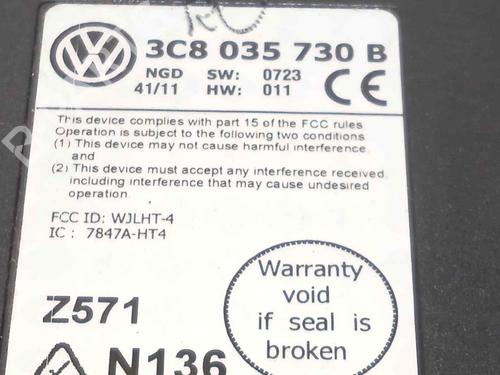 3C8 035 730 B
NGD SW: 0723
41/11 HW: 011
CE
This device complies with part 15 of the FCC rules
Operation is subject to the following two conditions
(1) This device may not cause harmful interference.
and
(2) This device must accept any interference received,
including interference that may cause undesired
operation.
FCC ID: WJLHT-4
IC : 7847A-HT4
Warranty
void
if seal is
broken
Z571
N136